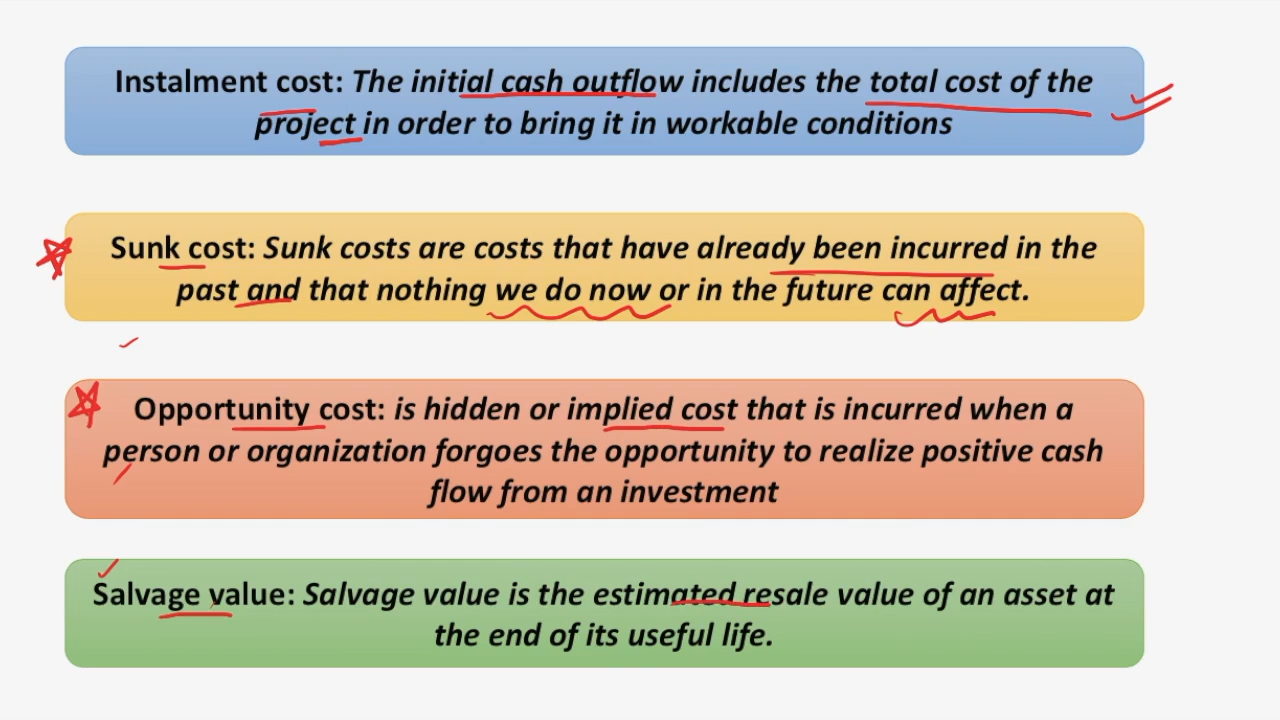 Instalment cost: The initial cash outflow includes the total cost of the
project in order to bring it in workable conditions
Sunk cost: Sunk costs are costs that have already been incurred in the
past and that nothing we do now or in the future can affect.
Opportunity cost: is hidden or implied cost that is incurred when a
person or organization forgoes the opportunity to realize positive cash
flow from an investment
Salvage value: Salvage value is the estimated resale value of an asset at
the end of its useful life.